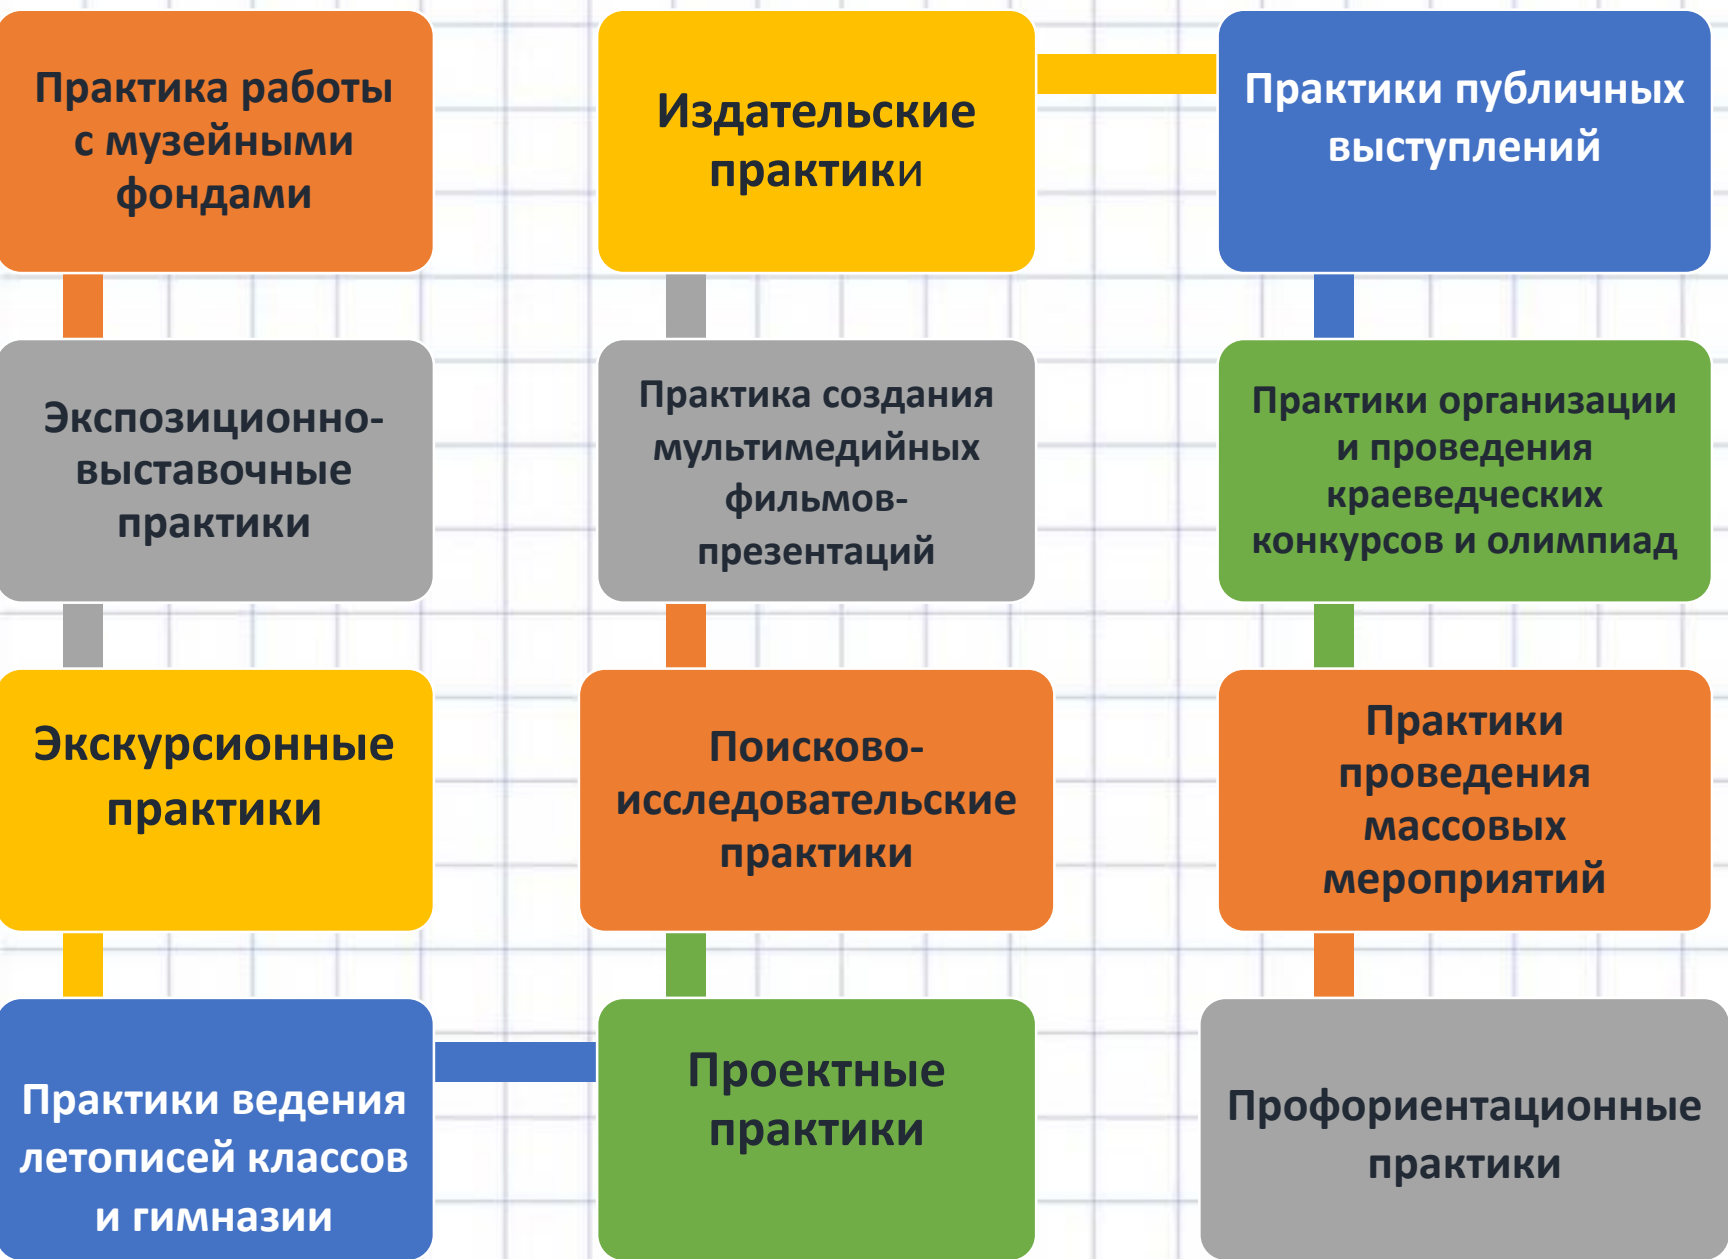 Практика работы
с музейными
фондами
Экспозиционно-
выставочные
практики
Экскурсионные
практики
Практики ведения
летописей классов
и гимназии
Проектные
практики
Поисково-
исследовательские
практики
Практика создания
мультимедийных
фильмов-
презентаций
Издательские
практики
Практики публичных
выступлений
Практики организации
и проведения
краеведческих
конкурсов и олимпиад
Практики
проведения
массовых
мероприятий
Профориентационные
практики